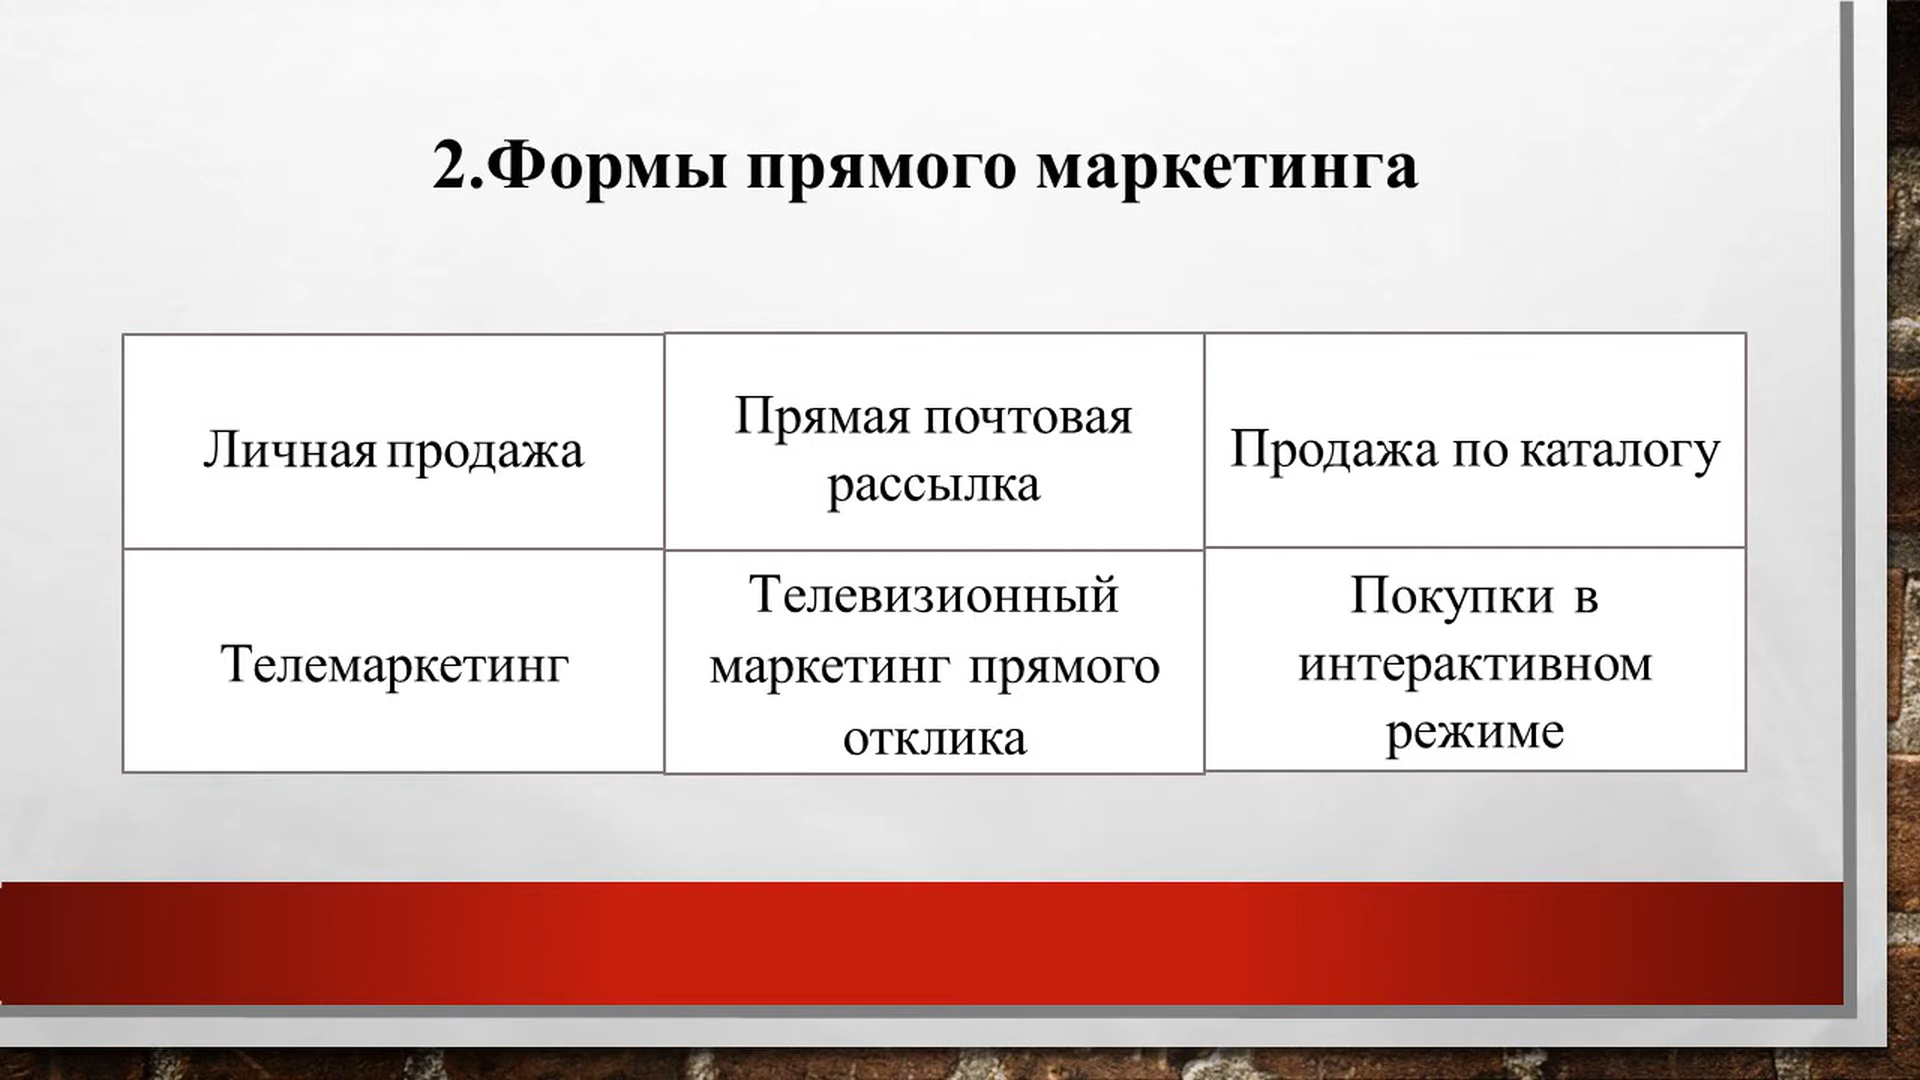 2.Формы прямого маркетинга
Личная продажа
Прямая почтовая
рассылка
Продажа по каталогу
Телемаркетинг
Телевизионный
маркетинг прямого
отклика
Покупки в
интерактивном
режиме